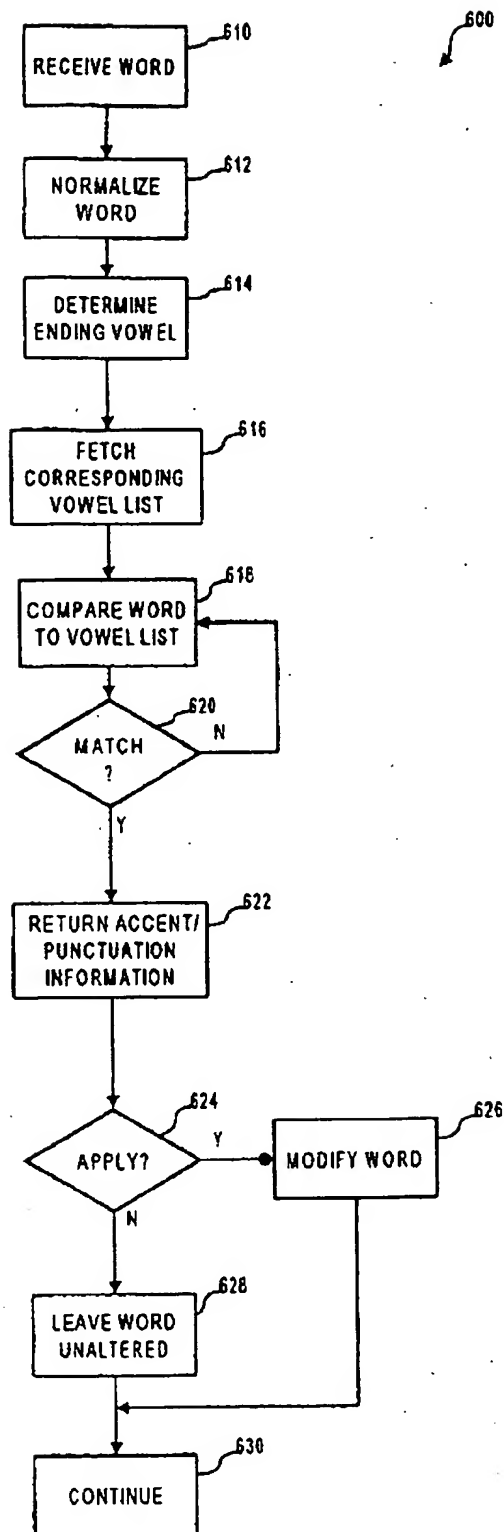 600
610
RECEIVE WORD
612
NORMALIZE
WORD
614
DETERMINE
ENDING VOWEL
616
FETCH
CORRESPONDING
VOWEL LIST
618
COMPARE WORD
TO VOWEL LIST
620
MATCH
?
N
Y
622
RETURN ACCENT/
PUNCTUATION
INFORMATION
624
APPLY?
Y
N
626
MODIFY WORD
628
LEAVE WORD
UNALTERED
630
CONTINUE